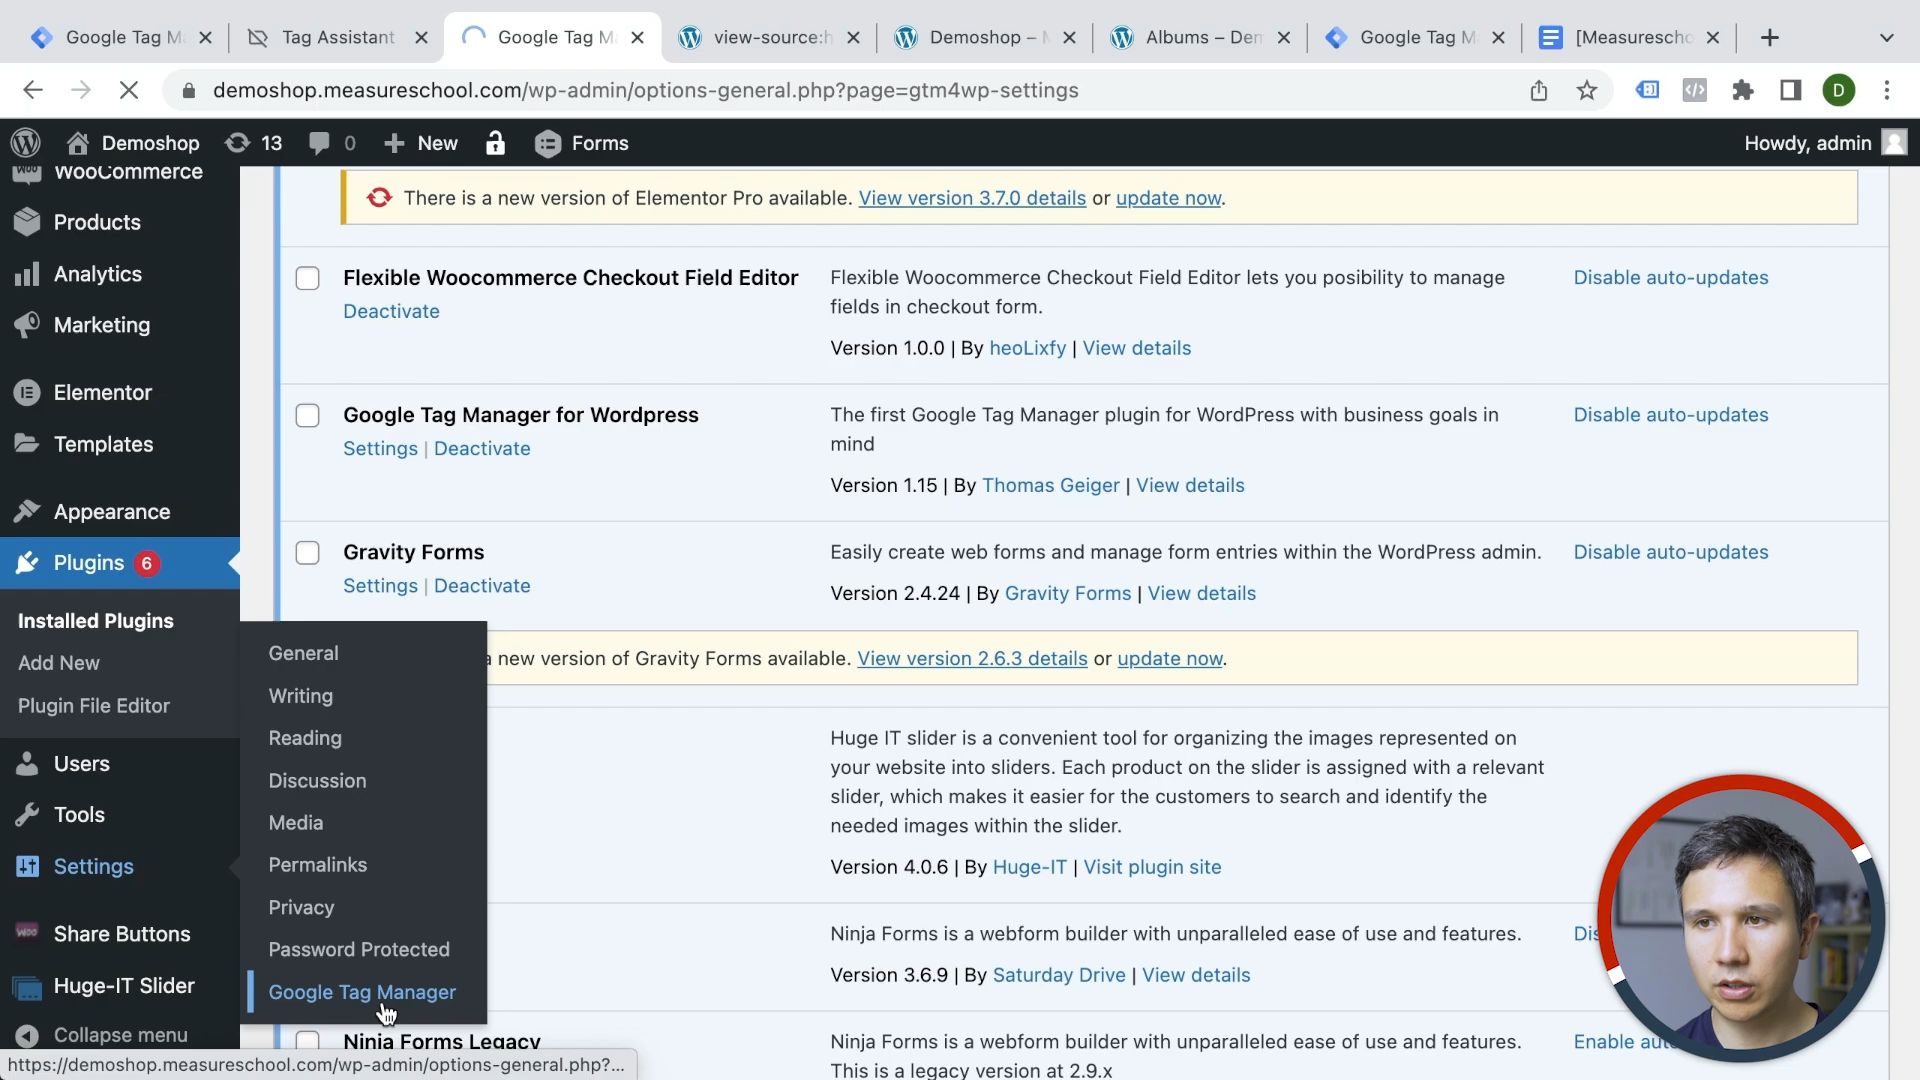 Google Tag M
Tag Assistant
Google Tag M
view-source:h
Demoshop –
Albums – Den
Google Tag M
[Measurescho
demoshop.measureschool.com/wp-admin/options-general.php?page=gtm4wp-settings
D
Demoshop
13
0
New
Forms
Howdy, admin
WooCommerce
Products
Analytics
Marketing
Elementor
Templates
Appearance
Plugins 6
Installed Plugins
Add New
Plugin File Editor
Users
Tools
Settings
Share Buttons
Huge-IT Slider
Collapse menu
General
Writing
Reading
Discussion
Media
Permalinks
Privacy
Password Protected
Google Tag Manager
There is a new version of Elementor Pro available. View version 3.7.0 details or update now.
Flexible Woocommerce Checkout Field Editor
Deactivate
Flexible Woocommerce Checkout Field Editor lets you posibility to manage
fields in checkout form.
Version 1.0.0 | By heoLixfy | View details
Disable auto-updates
Google Tag Manager for Wordpress
Settings | Deactivate
The first Google Tag Manager plugin for WordPress with business goals in
mind
Version 1.15 | By Thomas Geiger | View details
Disable auto-updates
Gravity Forms
Settings | Deactivate
Easily create web forms and manage form entries within the WordPress admin.
Version 2.4.24 | By Gravity Forms | View details
Disable auto-updates
new version of Gravity Forms available. View version 2.6.3 details or update now.
Huge IT slider is a convenient tool for organizing the images represented on
your website into sliders. Each product on the slider is assigned with a relevant
slider, which makes it easier for the customers to search and identify the
needed images within the slider.
Version 4.0.6 | By Huge-IT | Visit plugin site
Ninja Forms is a webform builder with unparalleled ease of use and features.
Version 3.6.9 | By Saturday Drive | View details
Dis
Ninja Forms Legacy
Ninja Forms is a webform builder with unparalleled ease of use and features.
This is a legacy version at 2.9.x
Enable aut
https://demoshop.measureschool.com/wp-admin/options-general.php?...